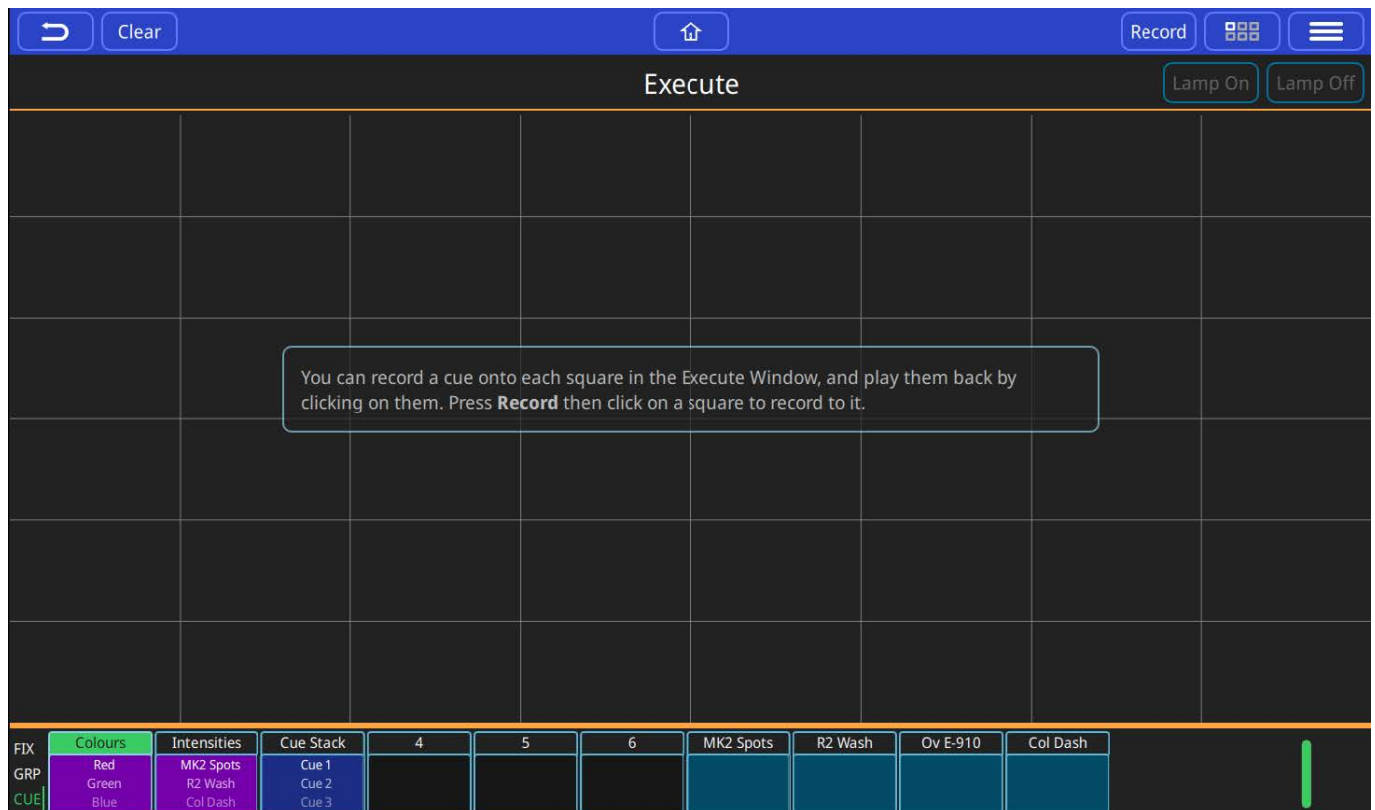 Clear
Record
Execute
Lamp On
Lamp Off
You can record a cue onto each square in the Execute Window, and play them back by
clicking on them. Press Record then click on a square to record to it.
FIX
GRP
CUE
Colours
Red
Green
Blue
Intensities
MK2 Spots
R2 Wash
Col Dash
Cue Stack
Cue 1
Cue 2
Cue 3
4
5
6
MK2 Spots
R2 Wash
Ov E-910
Col Dash